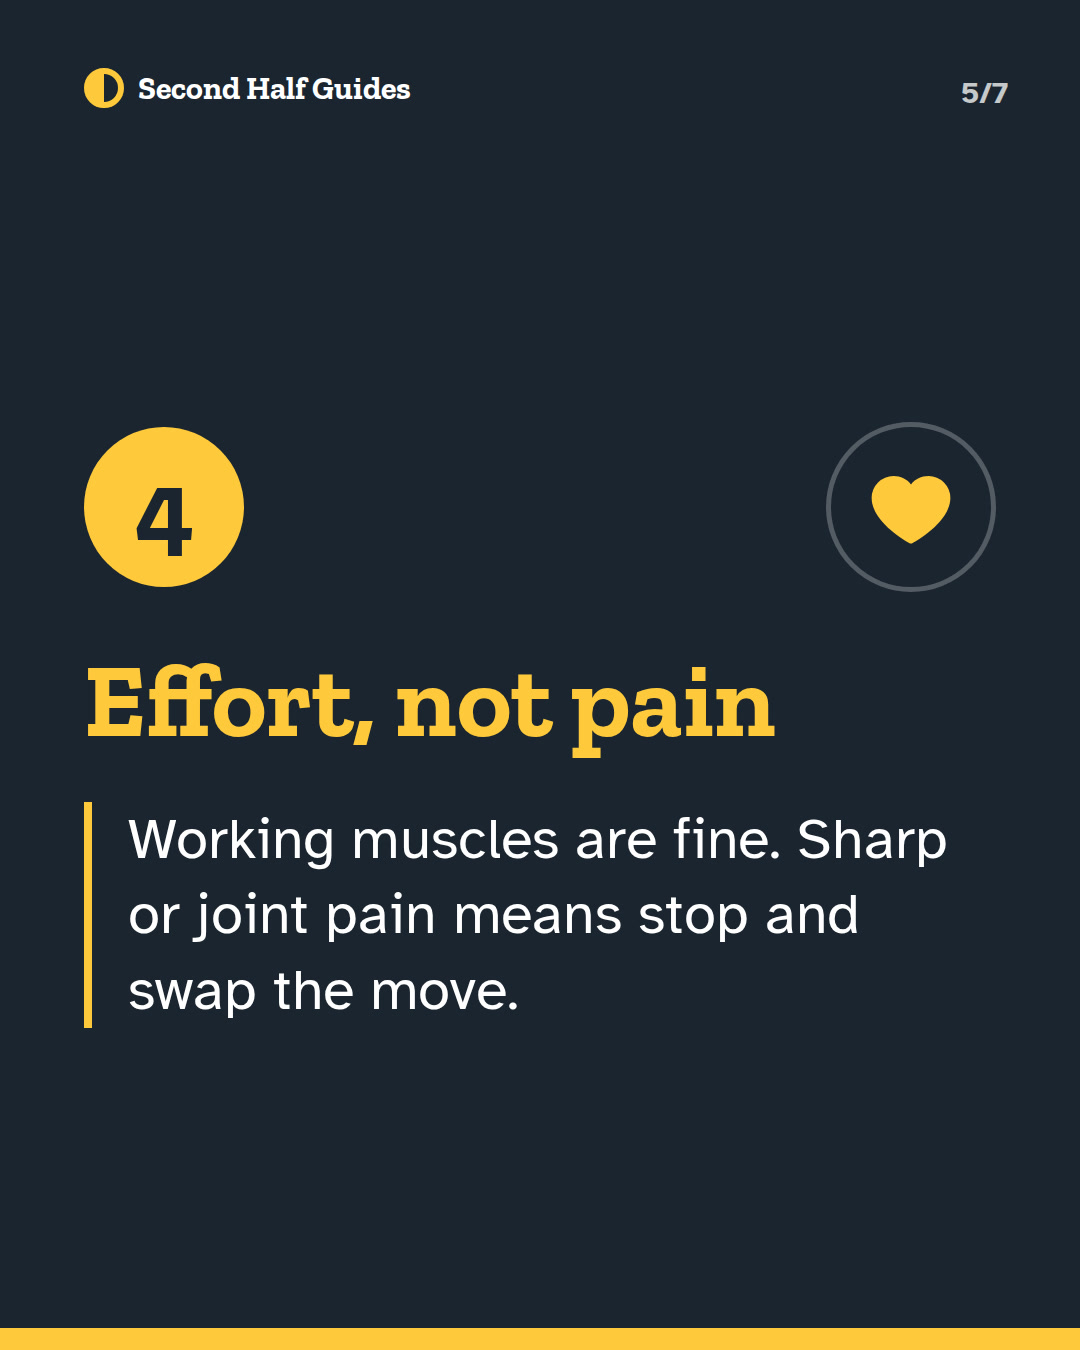 Second Half Guides
5/7
4
Effort, not pain
Working muscles are fine. Sharp
or joint pain means stop and
swap the move.